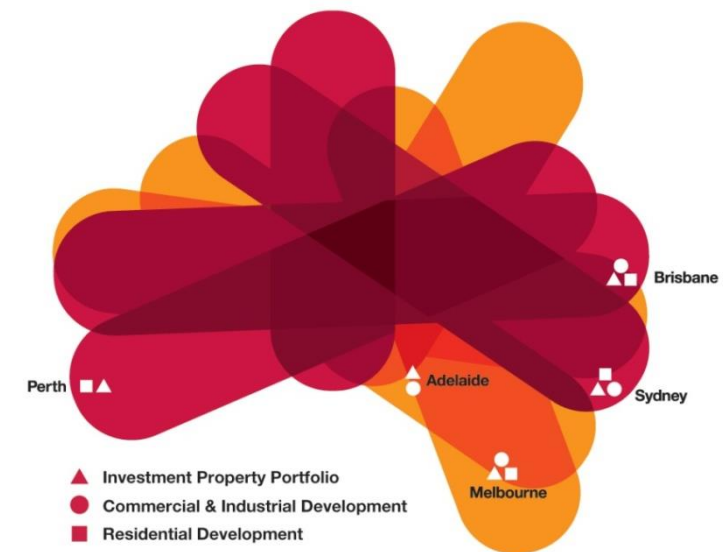 Brisbane
Perth
Adelaide
Sydney
Melbourne
Investment Property Portfolio
Commercial & Industrial Development
Residential Development